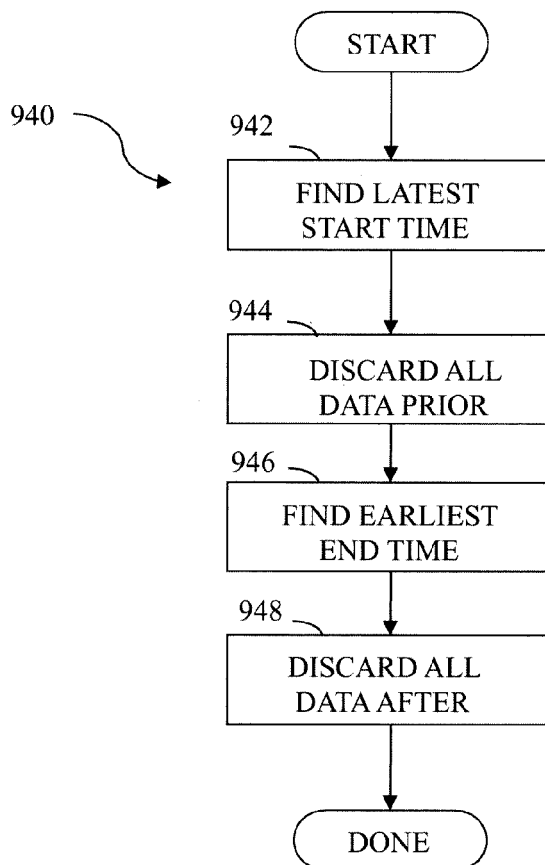 START
940
942
FIND LATEST
START TIME
944
DISCARD ALL
DATA PRIOR
946
FIND EARLIEST
END TIME
948
DISCARD ALL
DATA AFTER
DONE